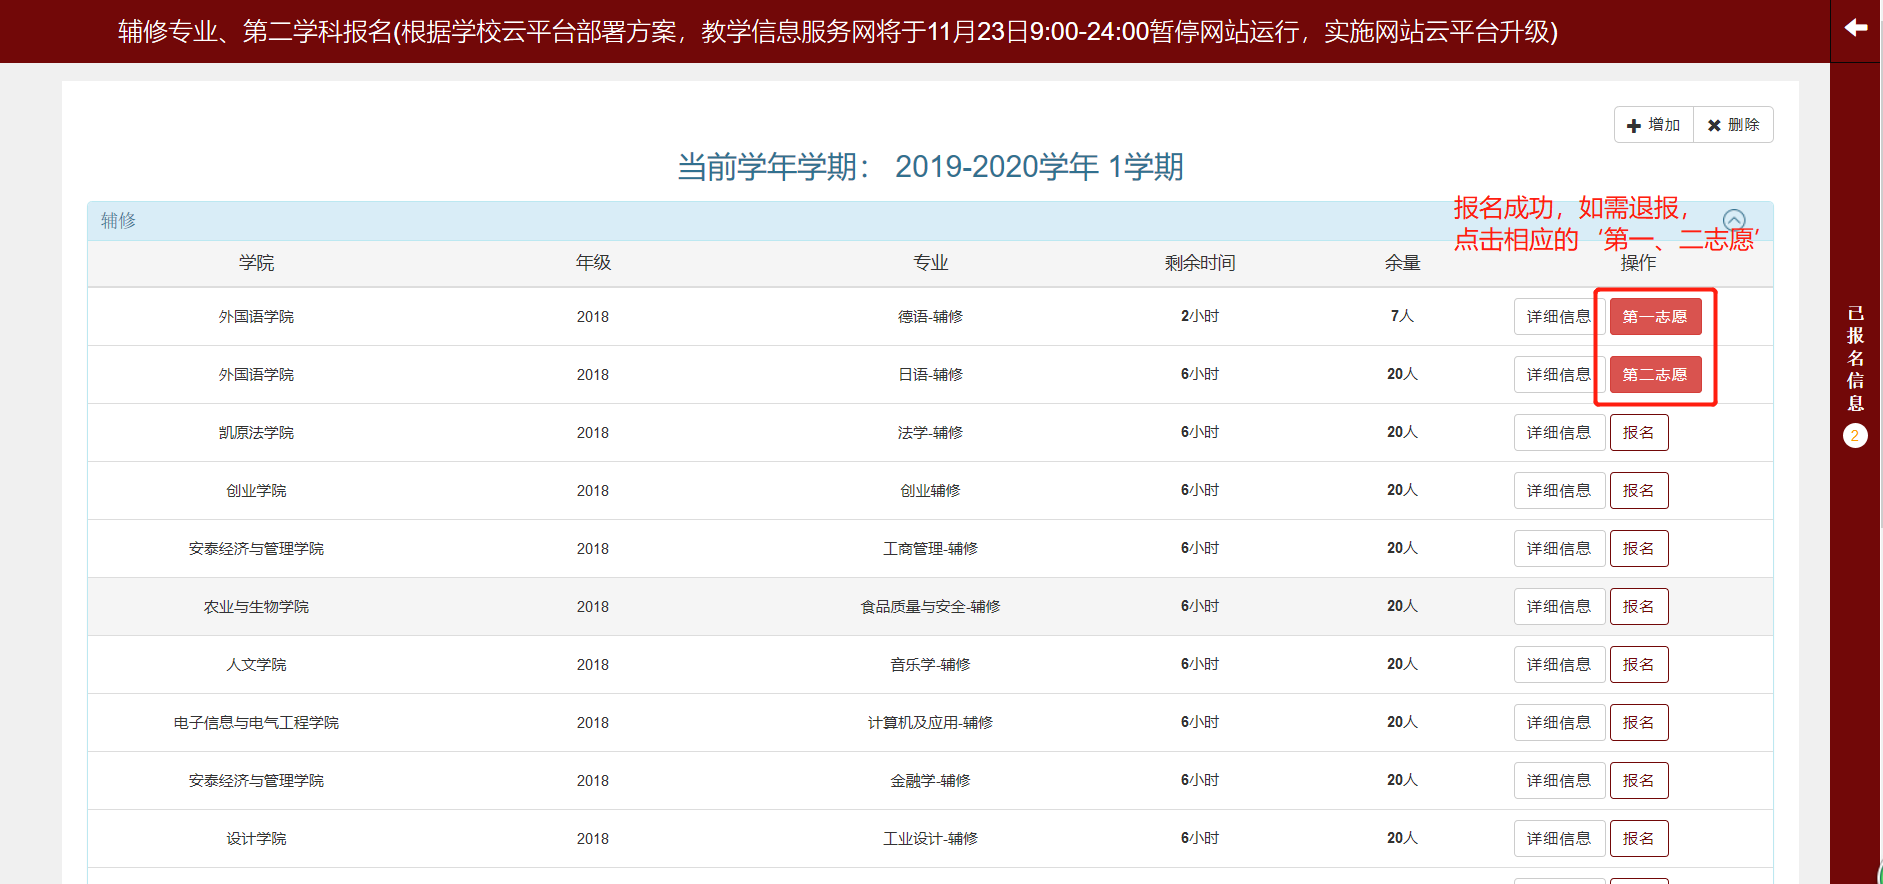 辅修专业、第二学科报名(根据学校云平台部署方案，教学信息服务网将于11月23日9:00-24:00暂停网站运行，实施网站云平台升级)
增加 删除
当前学年学期： 2019-2020学年 1学期
辅修
报名成功，如需退报，
点击相应的‘第一、二志愿’
学院 年级 专业 剩余时间 余量 操作
外国语学院 2018 德语-辅修 2小时 7人 详细信息 第一志愿
外国语学院 2018 日语-辅修 6小时 20人 详细信息 第二志愿
凯原法学院 2018 法学-辅修 6小时 20人 详细信息 报名
创业学院 2018 创业辅修 6小时 20人 详细信息 报名
安泰经济与管理学院 2018 工商管理-辅修 6小时 20人 详细信息 报名
农业与生物学院 2018 食品质量与安全-辅修 6小时 20人 详细信息 报名
人文学院 2018 音乐学-辅修 6小时 20人 详细信息 报名
电子信息与电气工程学院 2018 计算机及应用-辅修 6小时 20人 详细信息 报名
安泰经济与管理学院 2018 金融学-辅修 6小时 20人 详细信息 报名
设计学院 2018 工业设计-辅修 6小时 20人 详细信息 报名
已报名信息
2